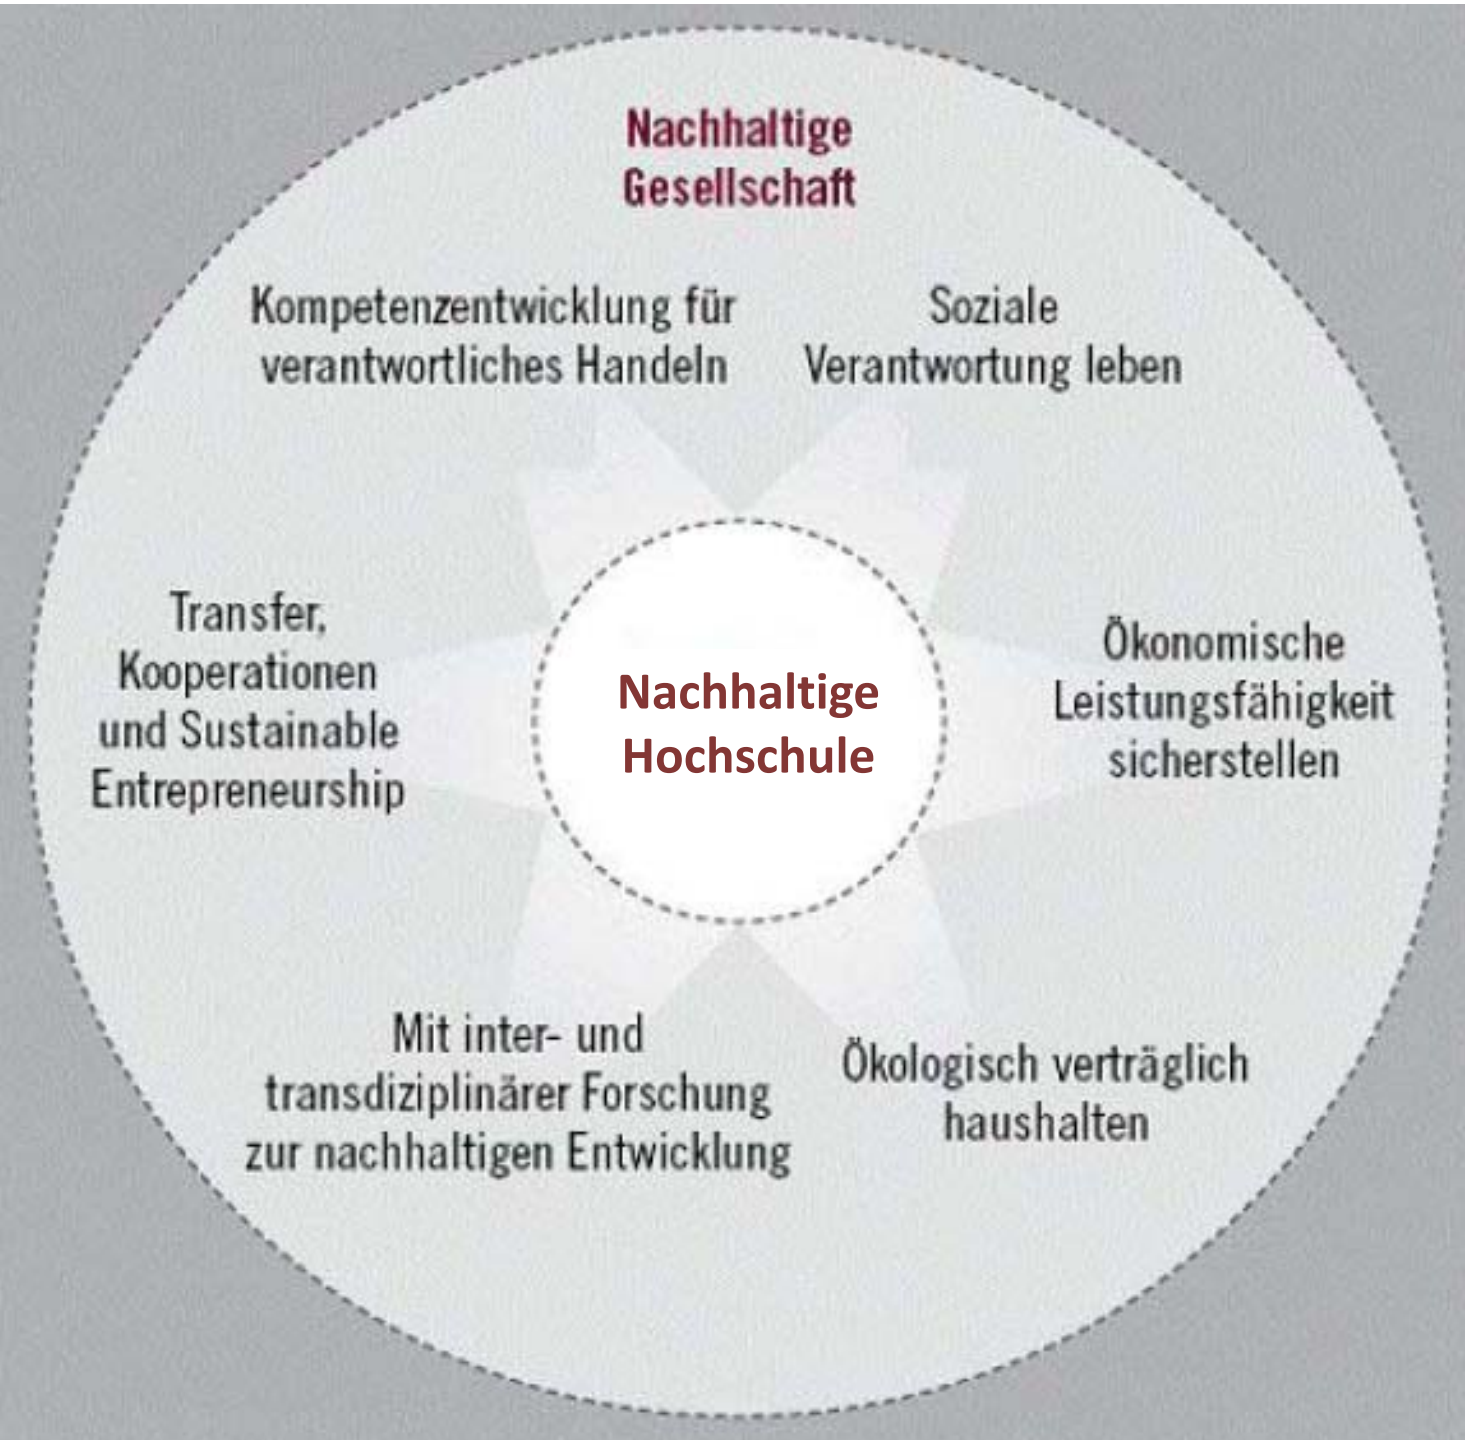 Nachhaltige
Gesellschaft
Kompetenzentwicklung für
verantwortliches Handeln
Soziale
Verantwortung leben
Transfer,
Kooperationen
und Sustainable
Entrepreneurship
Nachhaltige
Hochschule
Ökonomische
Leistungsfähigkeit
sicherstellen
Mit inter- und
transdiziplinärer Forschung
zur nachhaltigen Entwicklung
Ökologisch verträglich
haushalten